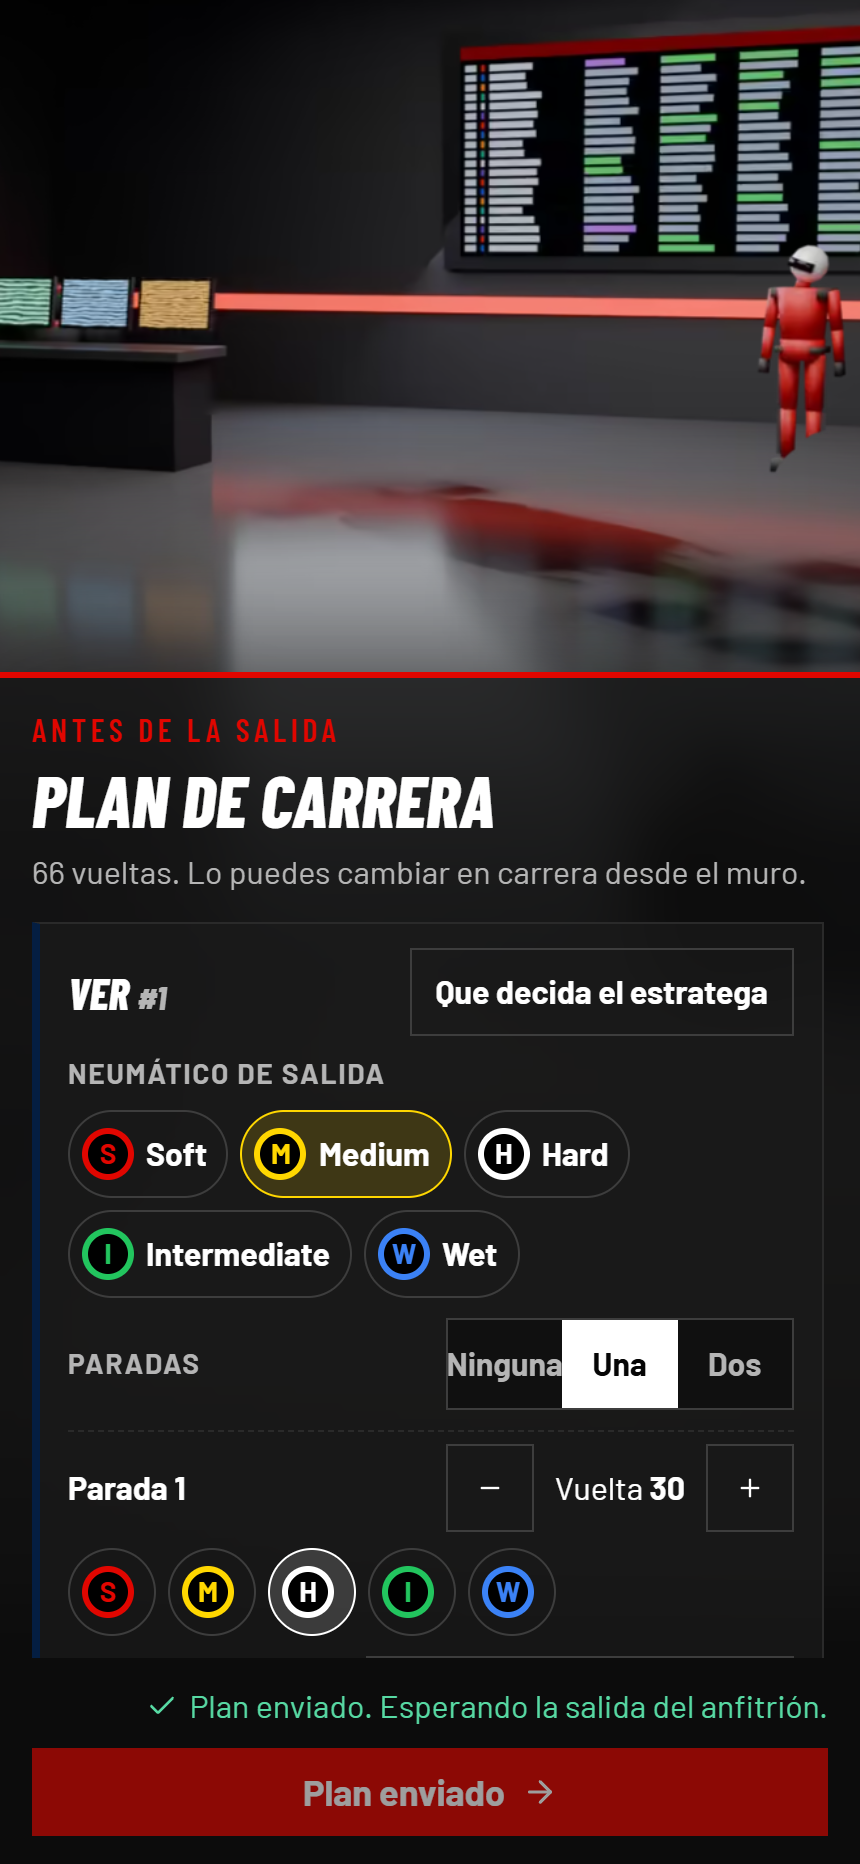 ANTES DE LA SALIDA
PLAN DE CARRERA
66 vueltas. Lo puedes cambiar en carrera desde el muro.
VER #1
Que decida el estratega
NEUMÁTICO DE SALIDA
S Soft M Medium H Hard
I Intermediate W Wet
PARADAS Ninguna Una Dos
Parada 1 − Vuelta 30 +
S M H I W
✓ Plan enviado. Esperando la salida del anfitrión.
Plan enviado →